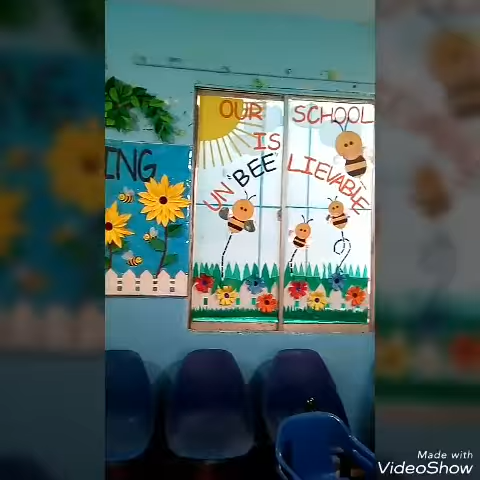 OUR SCHOOL
IS
UN "BEE" LIEVABLE
ING
Made with
VideoShow